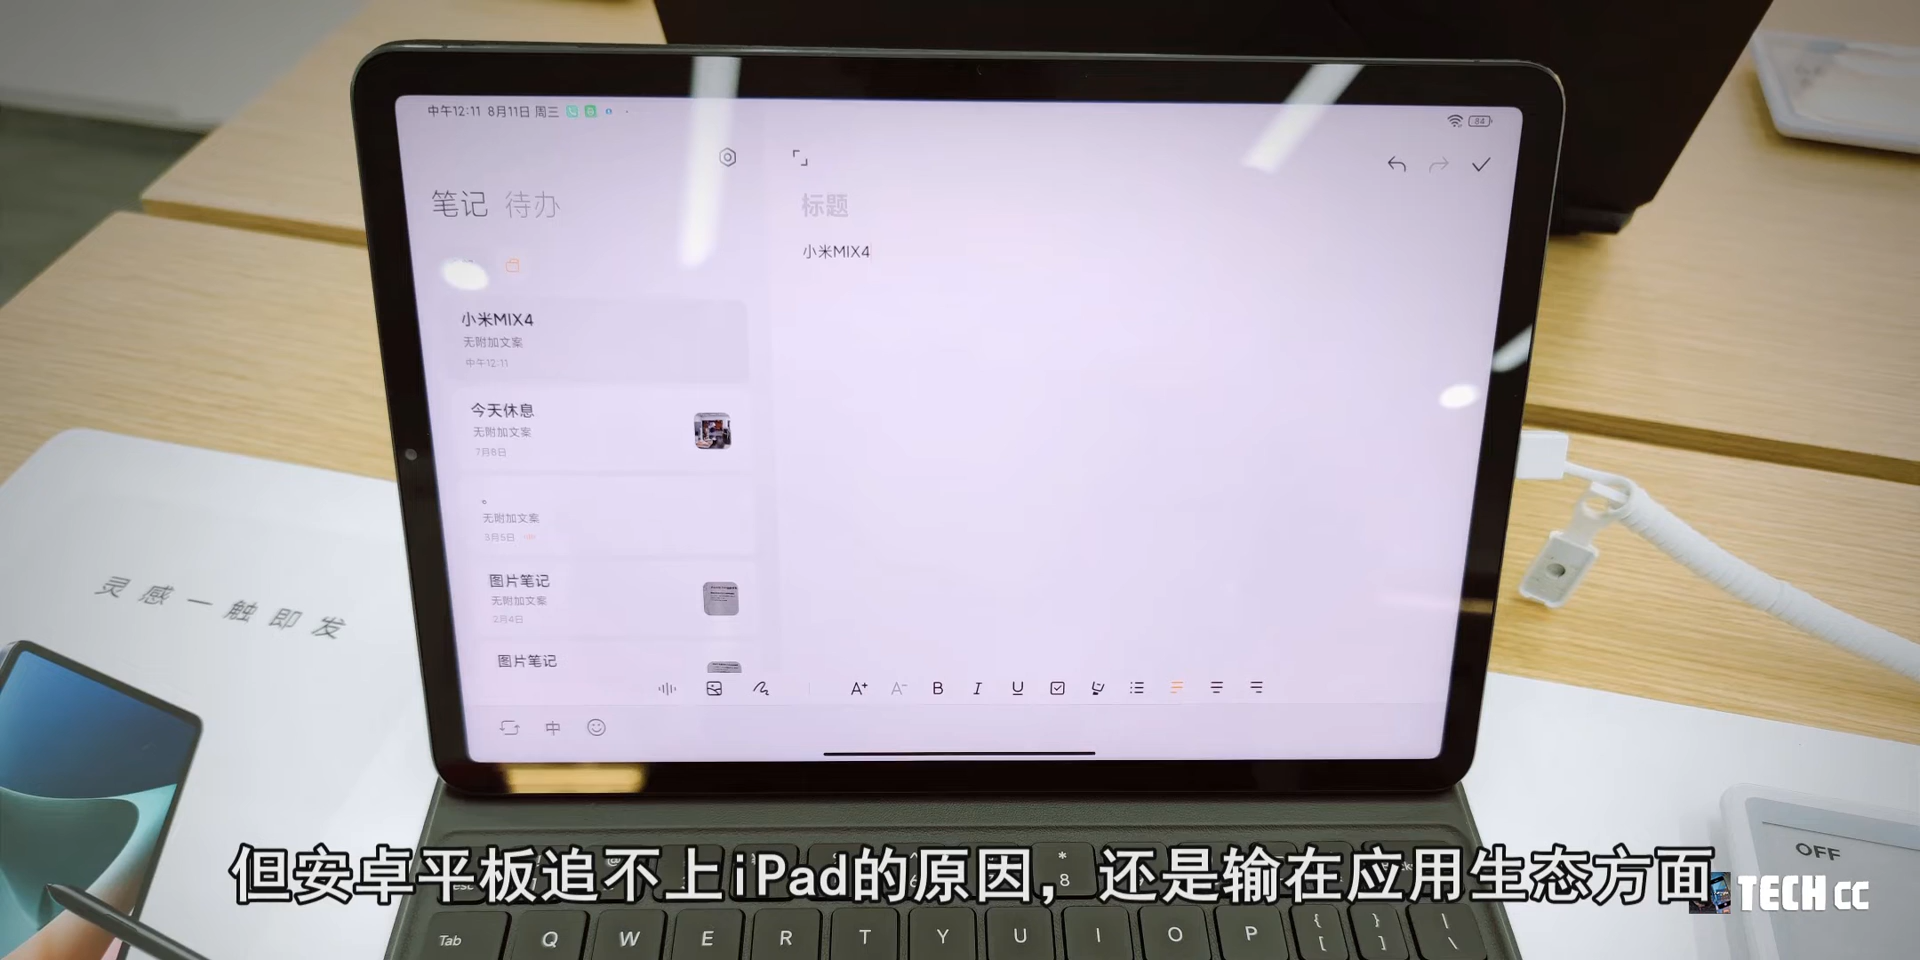 中午12:11 8月11日 周三
84
笔记 待办
标题
小米MIX4
小米MIX4
无附加文案
中午12:11
今天休息
无附加文案
7月8日
。
无附加文案
3月5日
图片笔记
无附加文案
2月4日
图片笔记
A+ A- B I U
中
灵感一触即发
但安卓平板追不上iPad的原因，还是输在应用生态方面
TECH cc
OFF
* 8
Tab Q W E R T Y U I O P { [ } ] | \